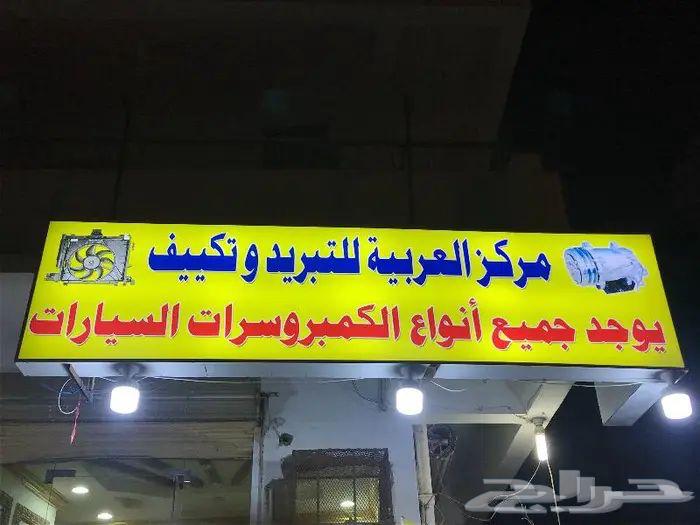 مركز العربية للتبريد وتكييف
يوجد جميع أنواع الكمبروسرات السيارات
حراج